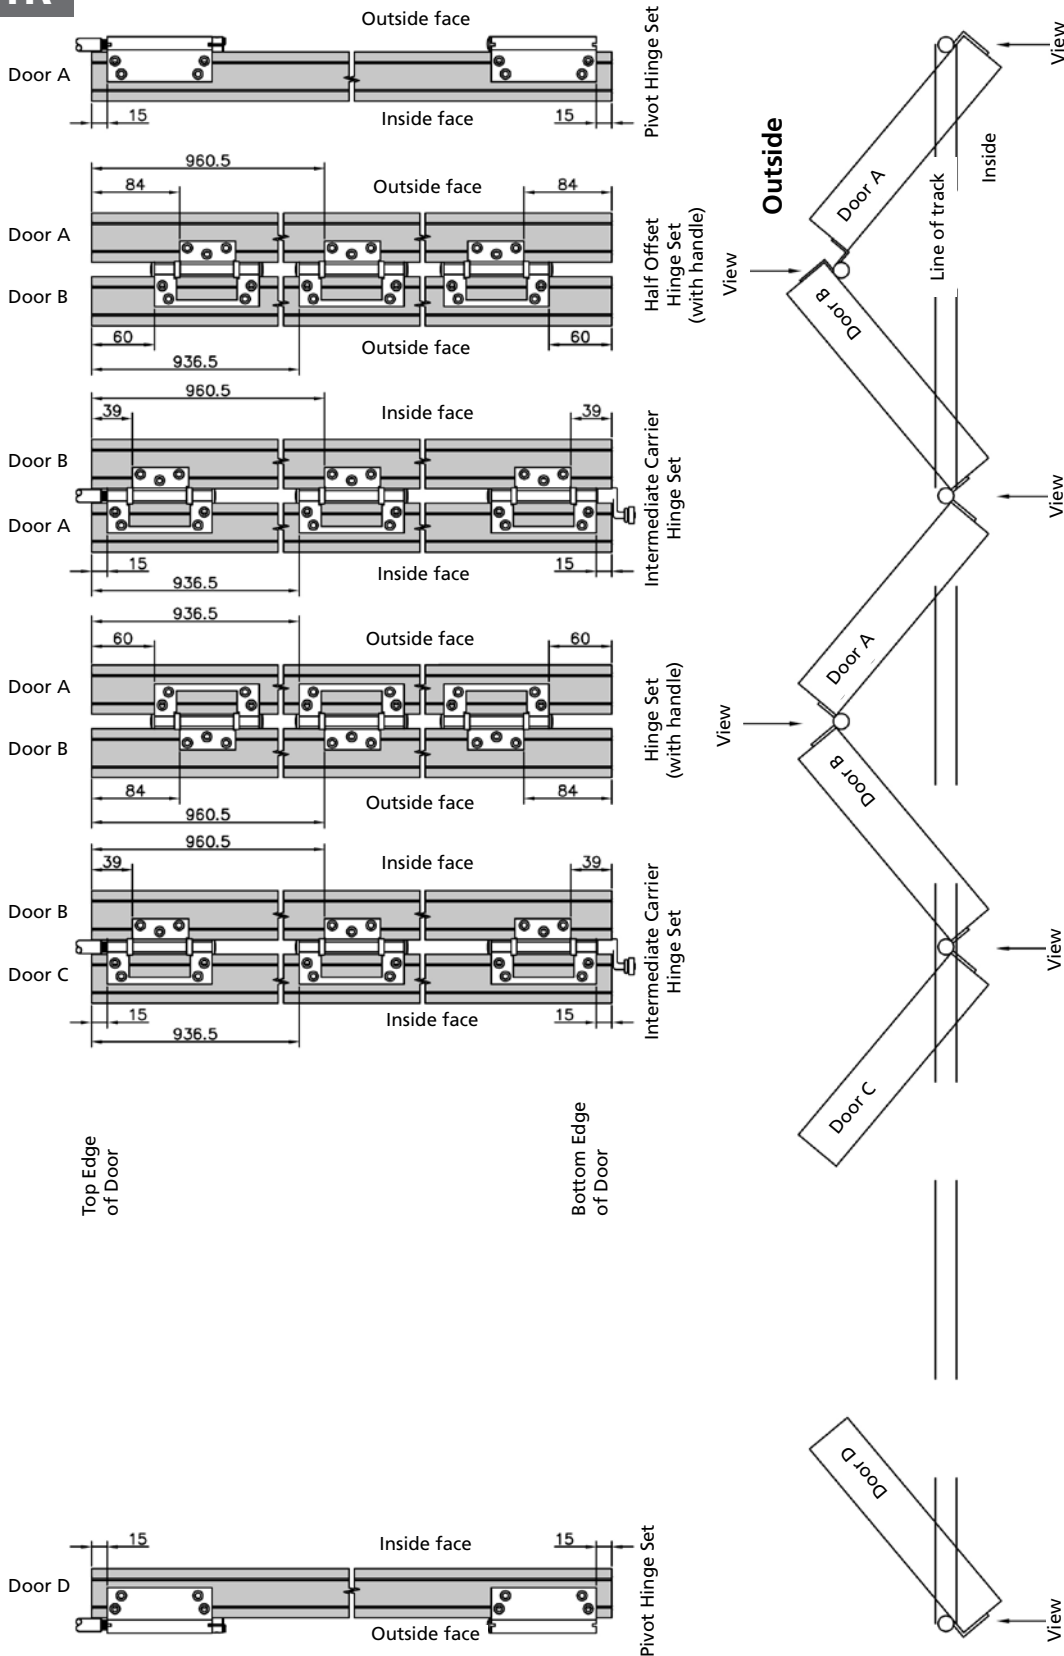 Outside face
Door A
15
Inside face
15
Pivot Hinge Set
960.5
84
Outside face
84
Door A
Door B
60
Outside face
60
936.5
Half Offset
Hinge Set
(with handle)
960.5
39
Inside face
39
Door B
Door A
15
Inside face
15
936.5
Intermediate Carrier
Hinge Set
936.5
60
Outside face
60
Door A
Door B
84
Outside face
84
960.5
Hinge Set
(with handle)
960.5
39
Inside face
39
Door B
Door C
15
Inside face
15
936.5
Intermediate Carrier
Hinge Set
Top Edge
of Door
Bottom Edge
of Door
15
Inside face
15
Door D
Outside face
Pivot Hinge Set
View
Outside
Door A
Line of track
Inside
View
Door B
View
Door A
View
Door B
View
Door C
Door D
View